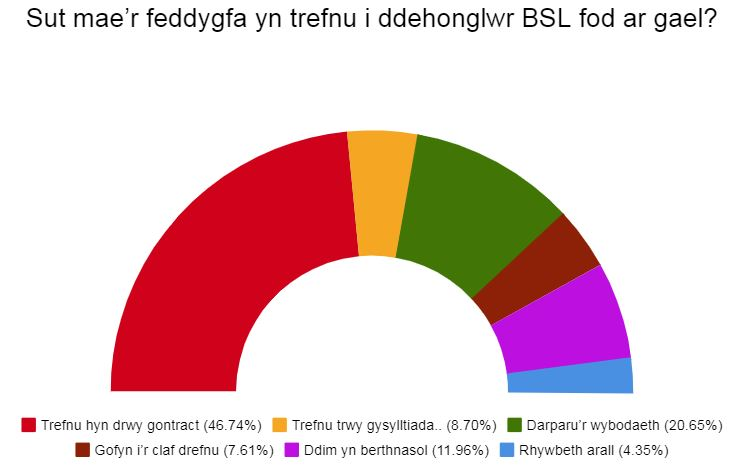 Sut mae’r feddygfa yn trefnu i ddehonglwr BSL fod ar gael?
Trefnu hyn drwy gontract (46.74%) Trefnu trwy gysylltiada.. (8.70%) Darparu’r wybodaeth (20.65%)
Gofyn i’r claf drefnu (7.61%) Ddim yn berthnasol (11.96%) Rhywbeth arall (4.35%)